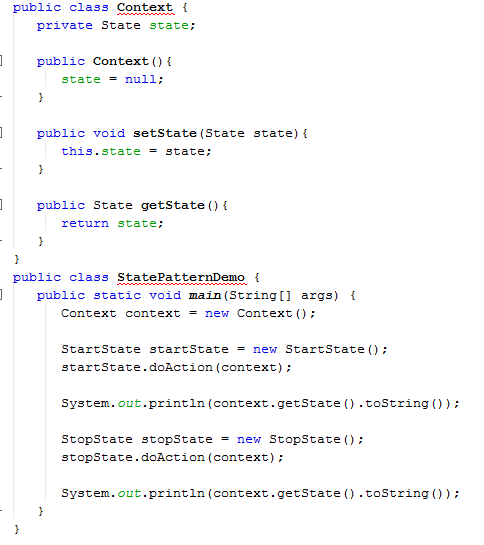 public class Context {
private State state;
public Context(){
state = null;
}
public void setState(State state){
this.state = state;
}
public State getState(){
return state;
}
}
public class StatePatternDemo {
public static void main(String[] args) {
Context context = new Context();
StartState startState = new StartState();
startState.doAction(context);
System.out.println(context.getState().toString());
StopState stopState = new StopState();
stopState.doAction(context);
System.out.println(context.getState().toString());
}
}